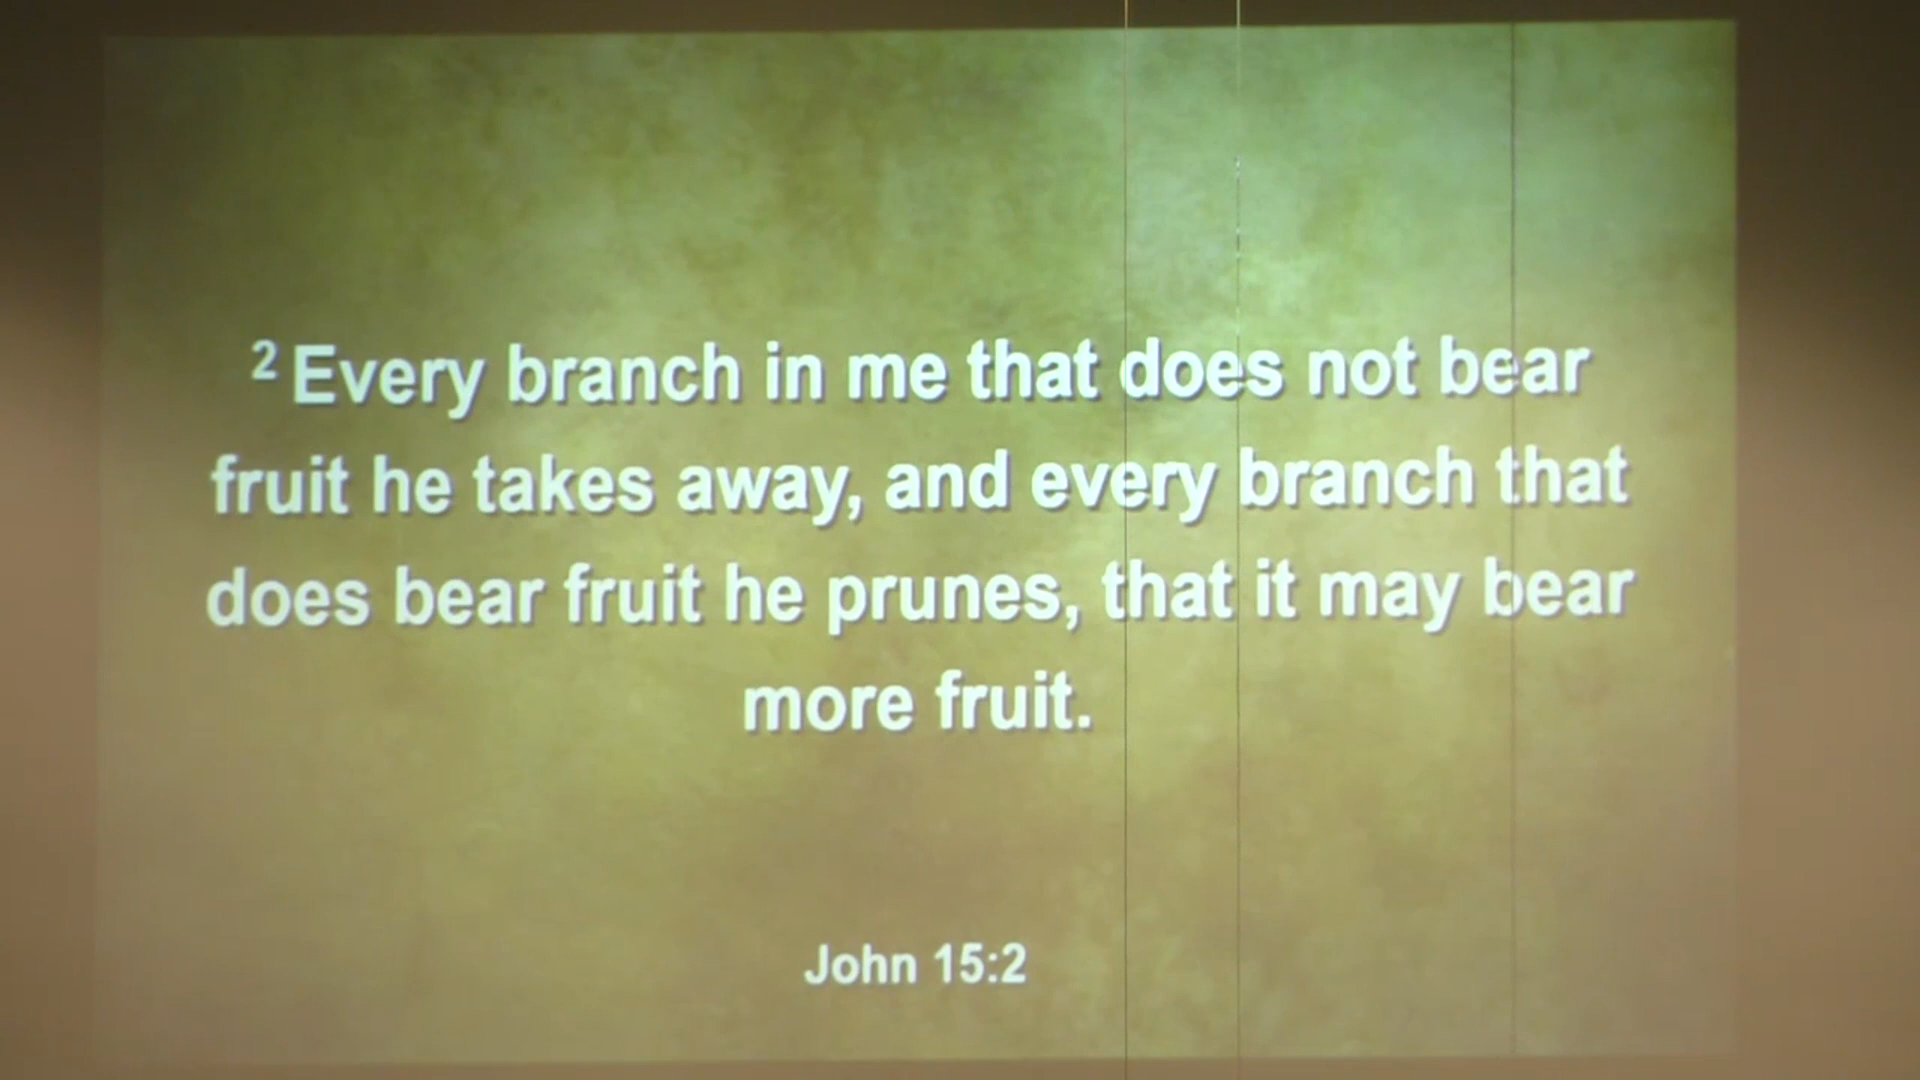 2 Every branch in me that does not bear
fruit he takes away, and every branch that
does bear fruit he prunes, that it may bear
more fruit.
John 15:2